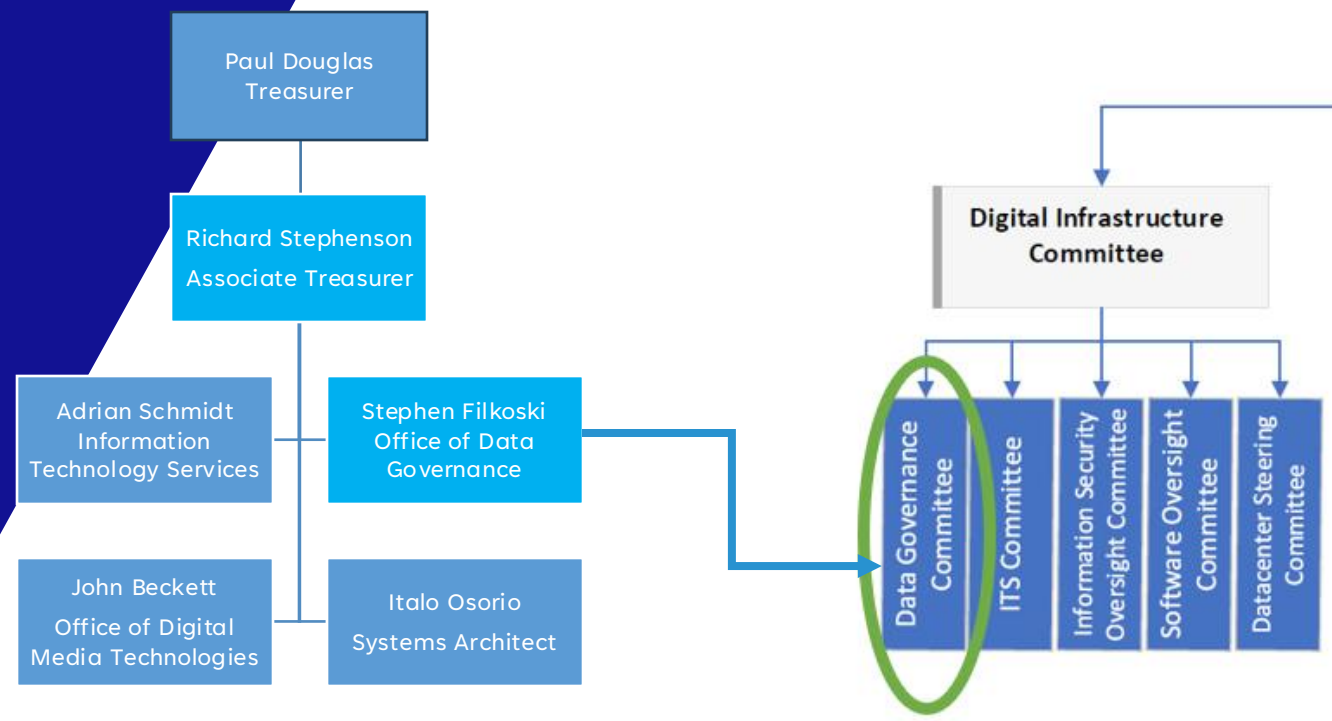 Paul Douglas
Treasurer
Richard Stephenson
Associate Treasurer
Adrian Schmidt
Information
Technology Services
Stephen Filkoski
Office of Data
Governance
John Beckett
Office of Digital
Media Technologies
Italo Osorio
Systems Architect
Digital Infrastructure
Committee
Data Governance
Committee
ITS Committee
Information Security
Oversight Committee
Software Oversight
Committee
Datacenter Steering
Committee